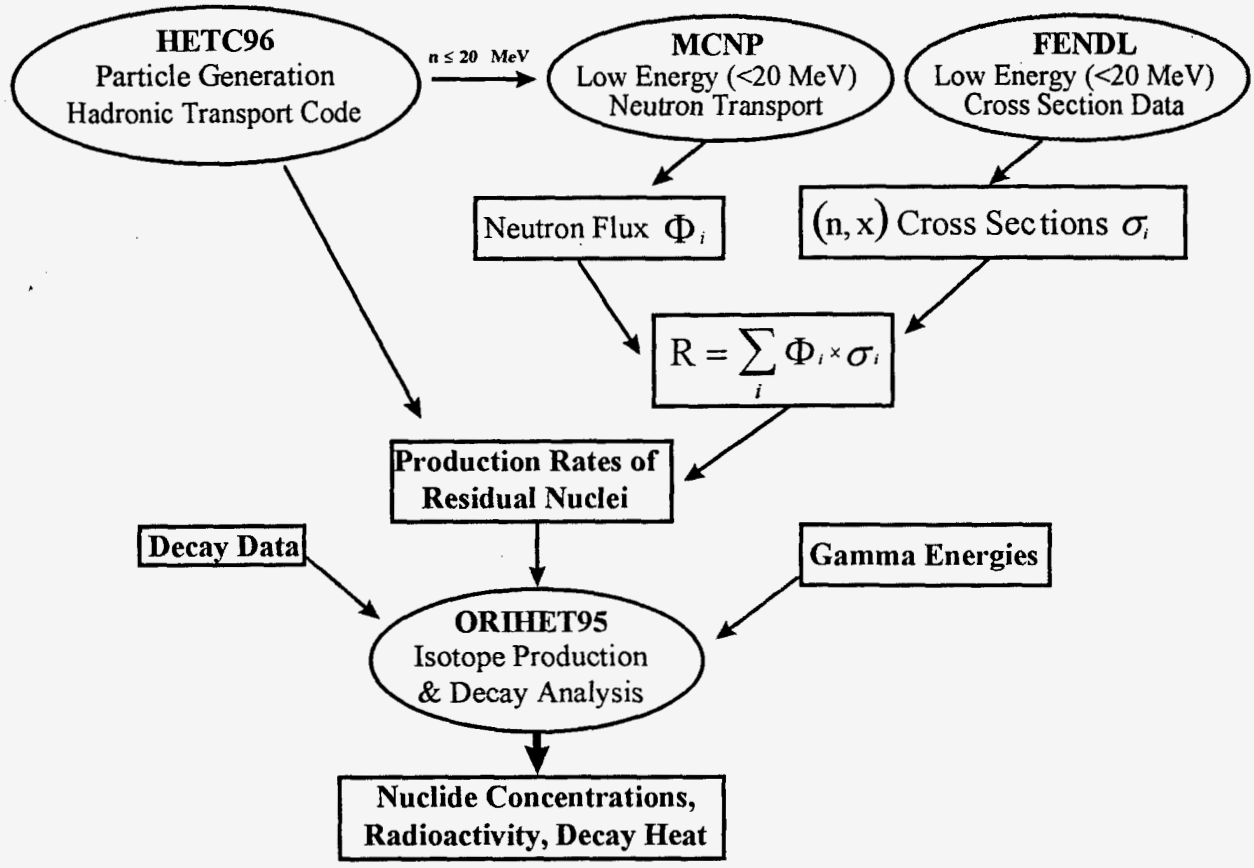 HETC96
Particle Generation
Hadronic Transport Code
n ≤ 20 MeV
MCNP
Low Energy (<20 MeV)
Neutron Transport
FENDL
Low Energy (<20 MeV)
Cross Section Data
Neutron Flux Φi
(n, x) Cross Sections σi
R = ∑ Φi × σi
i
Production Rates of
Residual Nuclei
Decay Data
Gamma Energies
ORIHET95
Isotope Production
& Decay Analysis
Nuclide Concentrations,
Radioactivity, Decay Heat